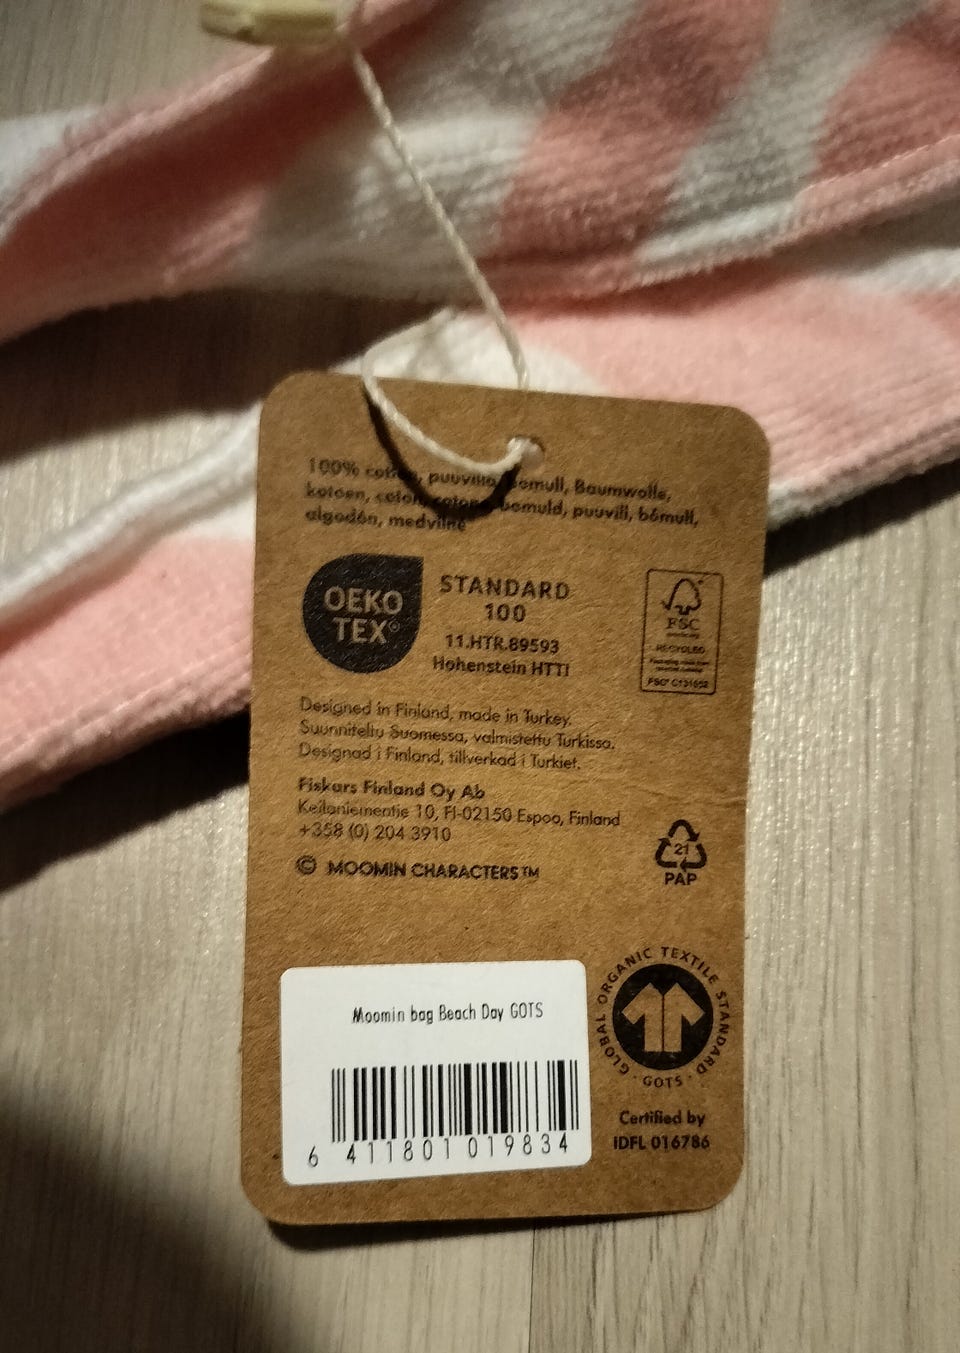 100% cotton, puuvilla, bomull, Baumwolle,
katoen, coton, cotone, bomuld, puuvill, bömull,
algodón, medvilnė
OEKO
TEX®
STANDARD
100
11.HTR.89593
Hohenstein HTTI
FSC
RECYCLED
FSC® C131652
Designed in Finland, made in Turkey.
Suunniteltu Suomessa, valmistettu Turkissa.
Designad i Finland, tillverkad i Turkiet.
Fiskars Finland Oy Ab
Keilaniementie 10, FI-02150 Espoo, Finland
+358 (0) 204 3910
© MOOMIN CHARACTERS™
21
PAP
GLOBAL ORGANIC TEXTILE STANDARD
· GOTS ·
Certified by
IDFL 016786
Moomin bag Beach Day GOTS
6 411801 019834